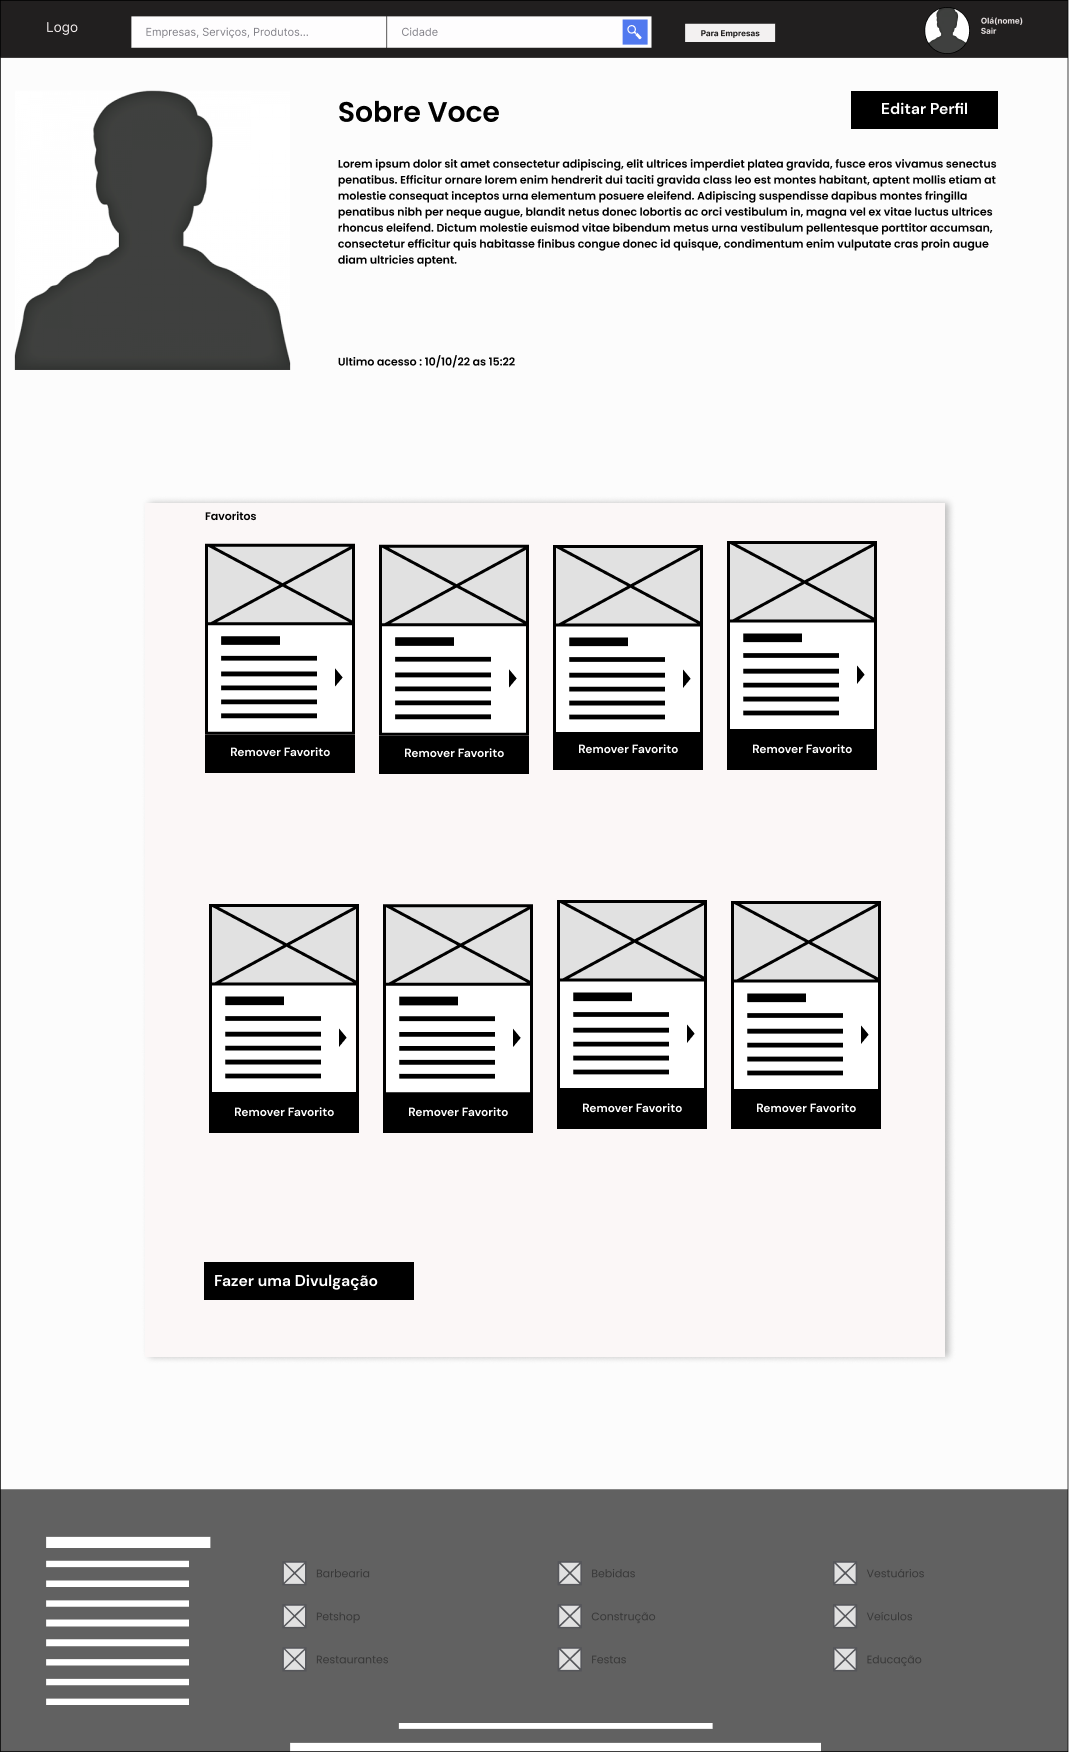 Logo
Empresas, Serviços, Produtos...
Cidade
Para Empresas
Olá(nome)
Sair
Sobre Voce
Editar Perfil
Lorem ipsum dolor sit amet consectetur adipiscing, elit ultrices imperdiet platea gravida, fusce eros vivamus senectus
penatibus. Efficitur ornare lorem enim hendrerit dui taciti gravida class leo est montes habitant, aptent mollis etiam at
molestie consequat inceptos urna elementum posuere eleifend. Adipiscing suspendisse dapibus montes fringilla
penatibus nibh per neque augue, blandit netus donec lobortis ac orci vestibulum in, magna vel ex vitae luctus ultrices
rhoncus eleifend. Dictum molestie euismod vitae bibendum metus urna vestibulum pellentesque porttitor accumsan,
consectetur efficitur quis habitasse finibus congue donec id quisque, condimentum enim vulputate cras proin augue
diam ultricies aptent.
Ultimo acesso : 10/10/22 as 15:22
Favoritos
Remover Favorito
Remover Favorito
Remover Favorito
Remover Favorito
Remover Favorito
Remover Favorito
Remover Favorito
Remover Favorito
Fazer uma Divulgação
Barbearia
Bebidas
Vestuários
Petshop
Construção
Veículos
Restaurantes
Festas
Educação